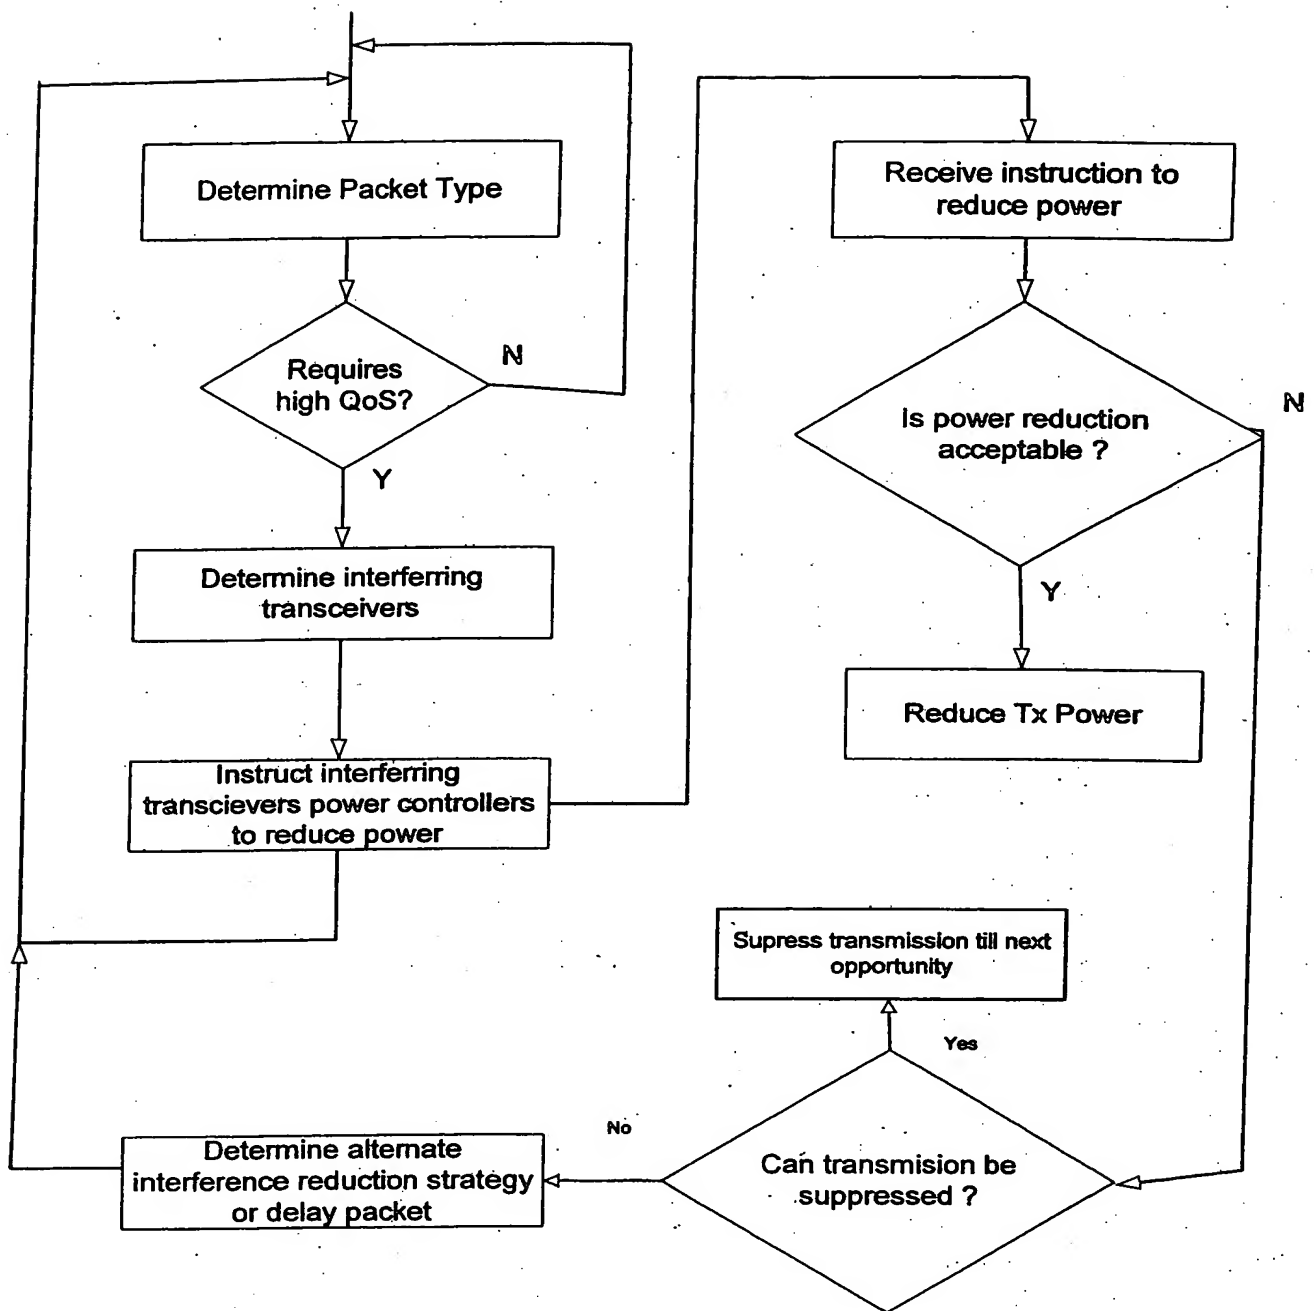 Determine Packet Type
Requires
high QoS?
N
Y
Determine interferring
transceivers
Instruct interferring
transcievers power controllers
to reduce power
Receive instruction to
reduce power
Is power reduction
acceptable ?
N
Y
Reduce Tx Power
Supress transmission till next
opportunity
Yes
Can transmision be
suppressed ?
No
Determine alternate
interference reduction strategy
or delay packet